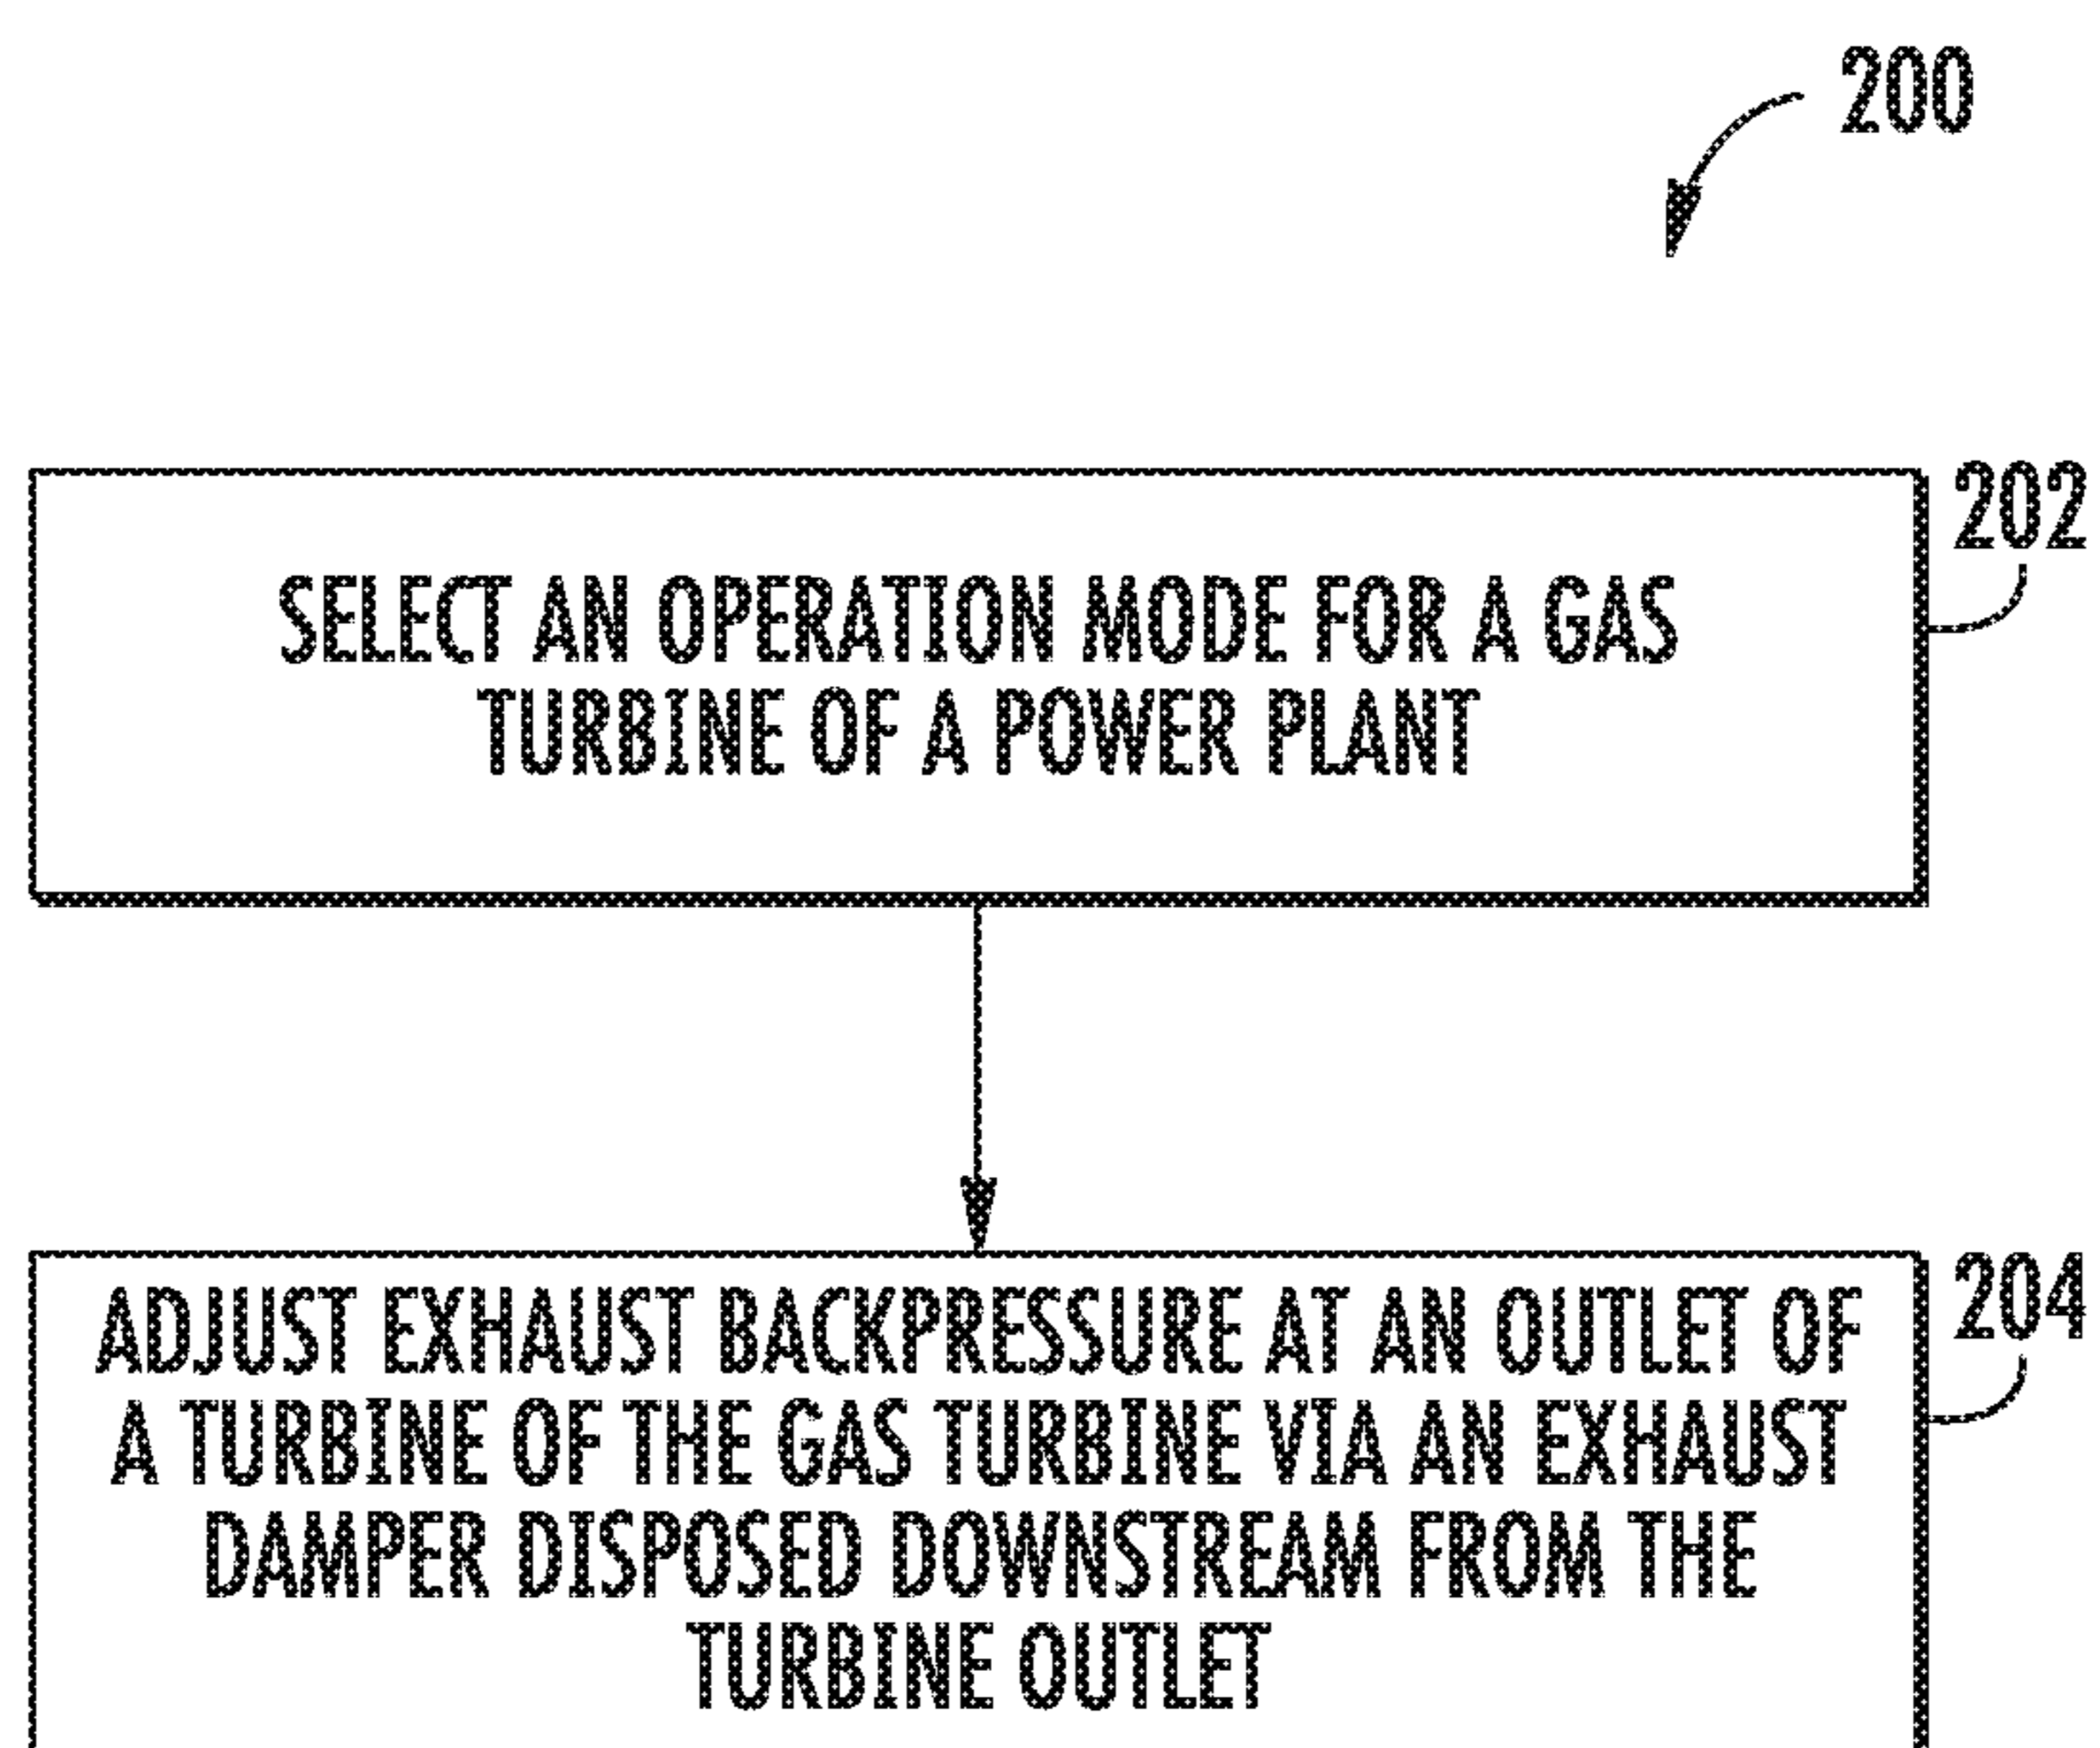 200
202
SELECT AN OPERATION MODE FOR A GAS
TURBINE OF A POWER PLANT
204
ADJUST EXHAUST BACKPRESSURE AT AN OUTLET OF
A TURBINE OF THE GAS TURBINE VIA AN EXHAUST
DAMPER DISPOSED DOWNSTREAM FROM THE
TURBINE OUTLET